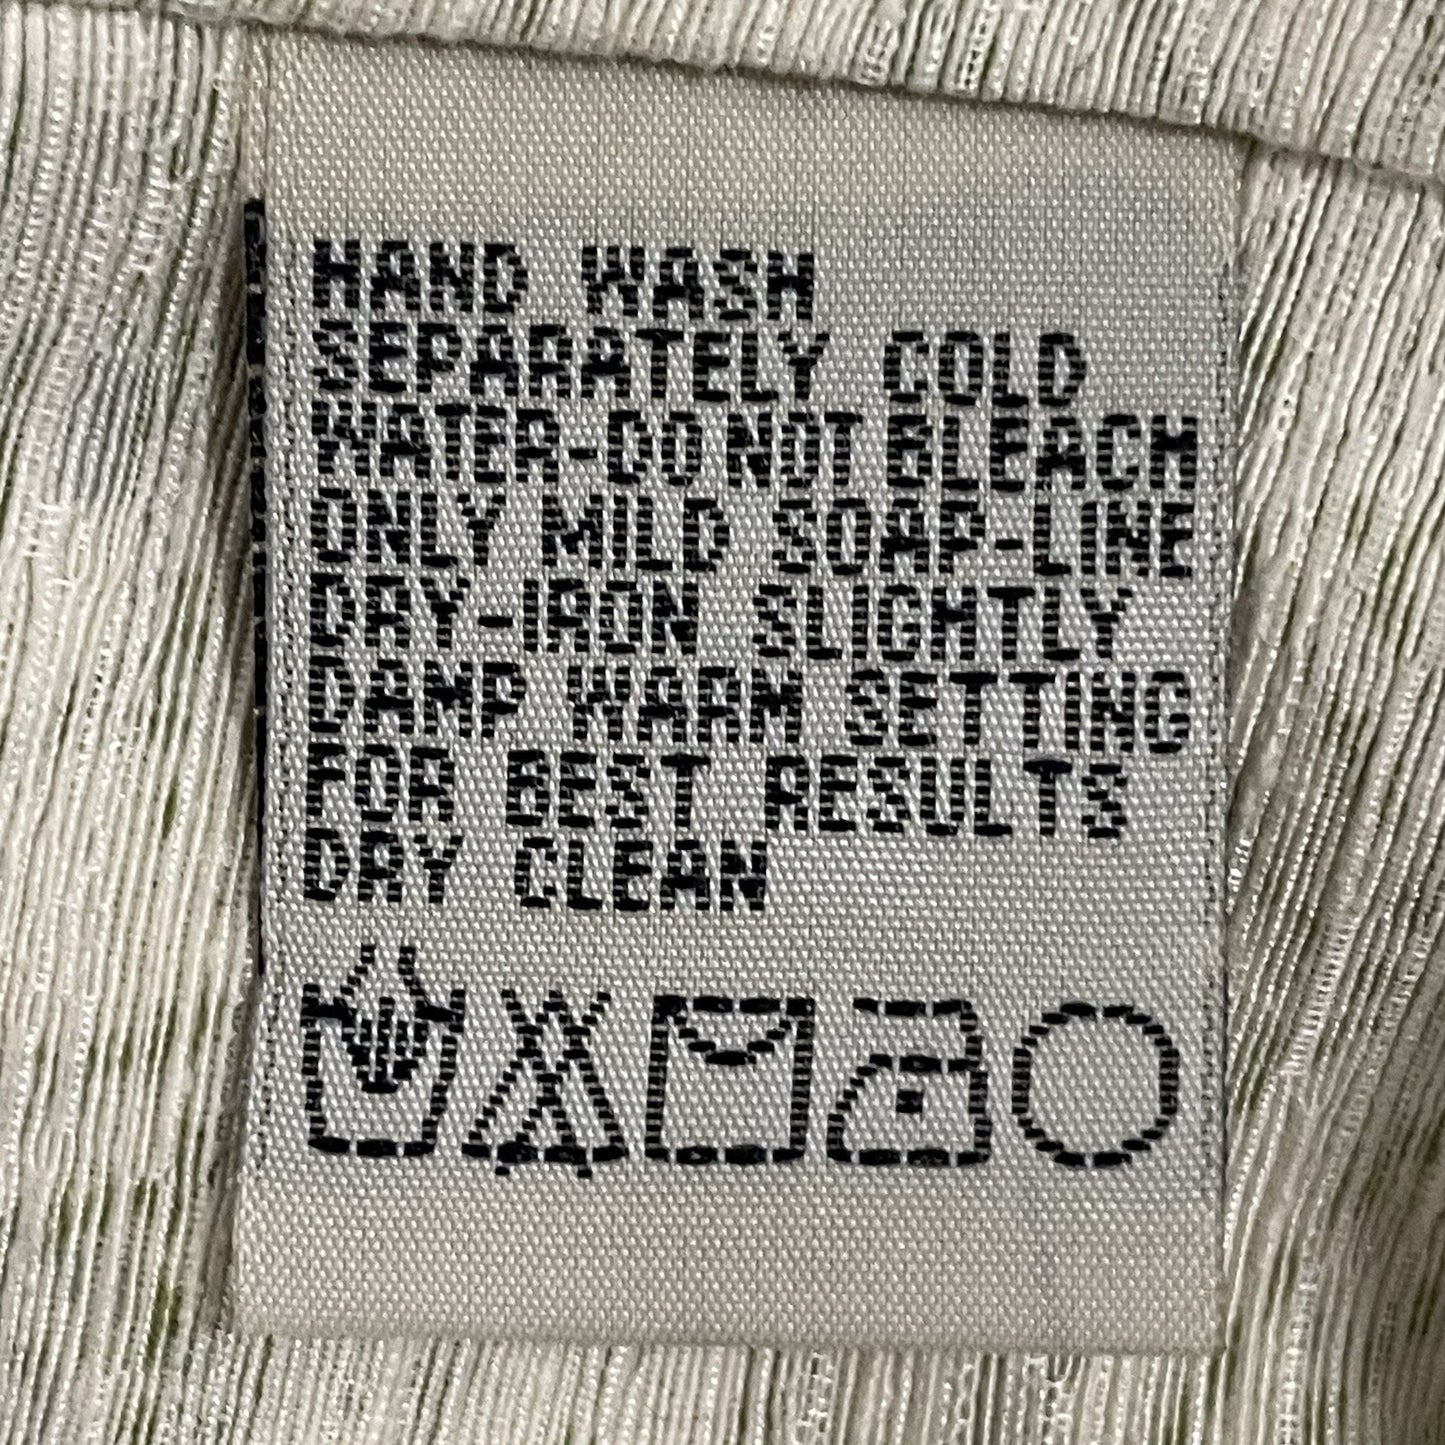 HAND WASH
SEPARATELY COLD
WATER-DO NOT BLEACH
ONLY MILD SOAP-LINE
DRY-IRON SLIGHTLY
DAMP WARM SETTING
FOR BEST RESULTS
DRY CLEAN